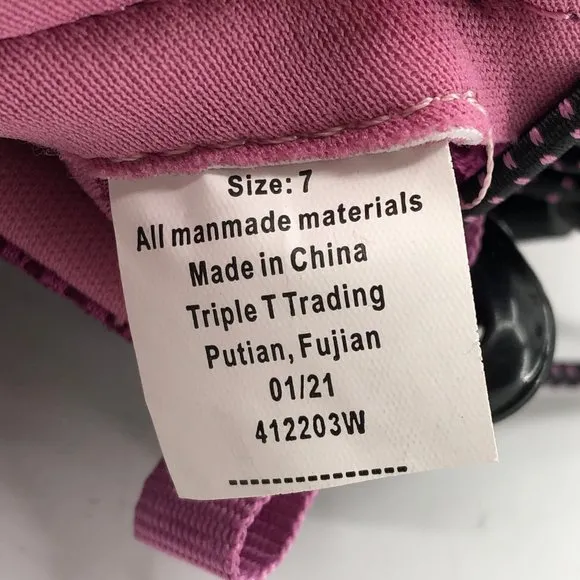 Size: 7
All manmade materials
Made in China
Triple T Trading
Putian, Fujian
01/21
412203W